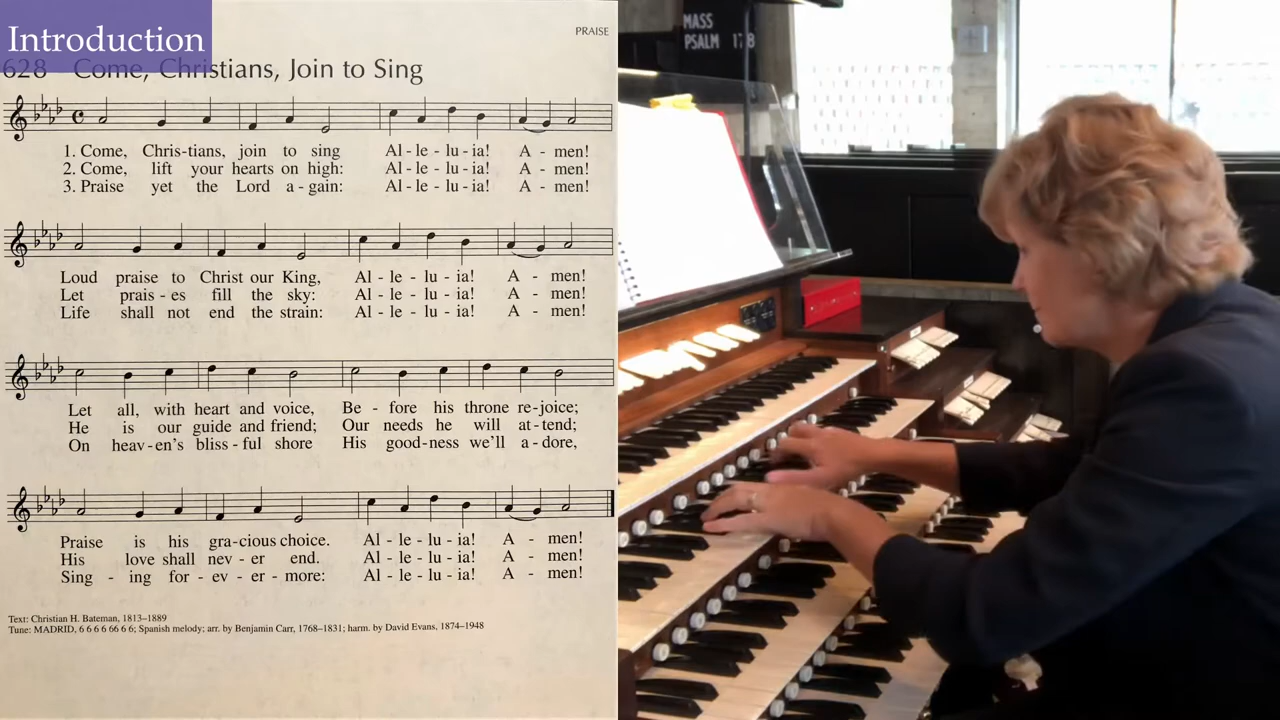 Introduction
PRAISE
628 Come, Christians, Join to Sing
1. Come, Chris-tians, join to sing Al - le - lu - ia! A - men!
2. Come, lift your hearts on high: Al - le - lu - ia! A - men!
3. Praise yet the Lord a - gain: Al - le - lu - ia! A - men!
Loud praise to Christ our King, Al - le - lu - ia! A - men!
Let prais - es fill the sky: Al - le - lu - ia! A - men!
Life shall not end the strain: Al - le - lu - ia! A - men!
Let all, with heart and voice, Be - fore his throne re-joice;
He is our guide and friend; Our needs he will at-tend;
On heav-en's bliss-ful shore His good-ness we'll a-dore,
Praise is his gra-cious choice. Al - le - lu - ia! A - men!
His love shall nev - er end. Al - le - lu - ia! A - men!
Sing - ing for - ev - er - more: Al - le - lu - ia! A - men!
Text: Christian H. Bateman, 1813–1889
Tune: MADRID, 6 6 6 6 66 6 6; Spanish melody; arr. by Benjamin Carr, 1768–1831; harm. by David Evans, 1874–1948
MASS
PSALM 178